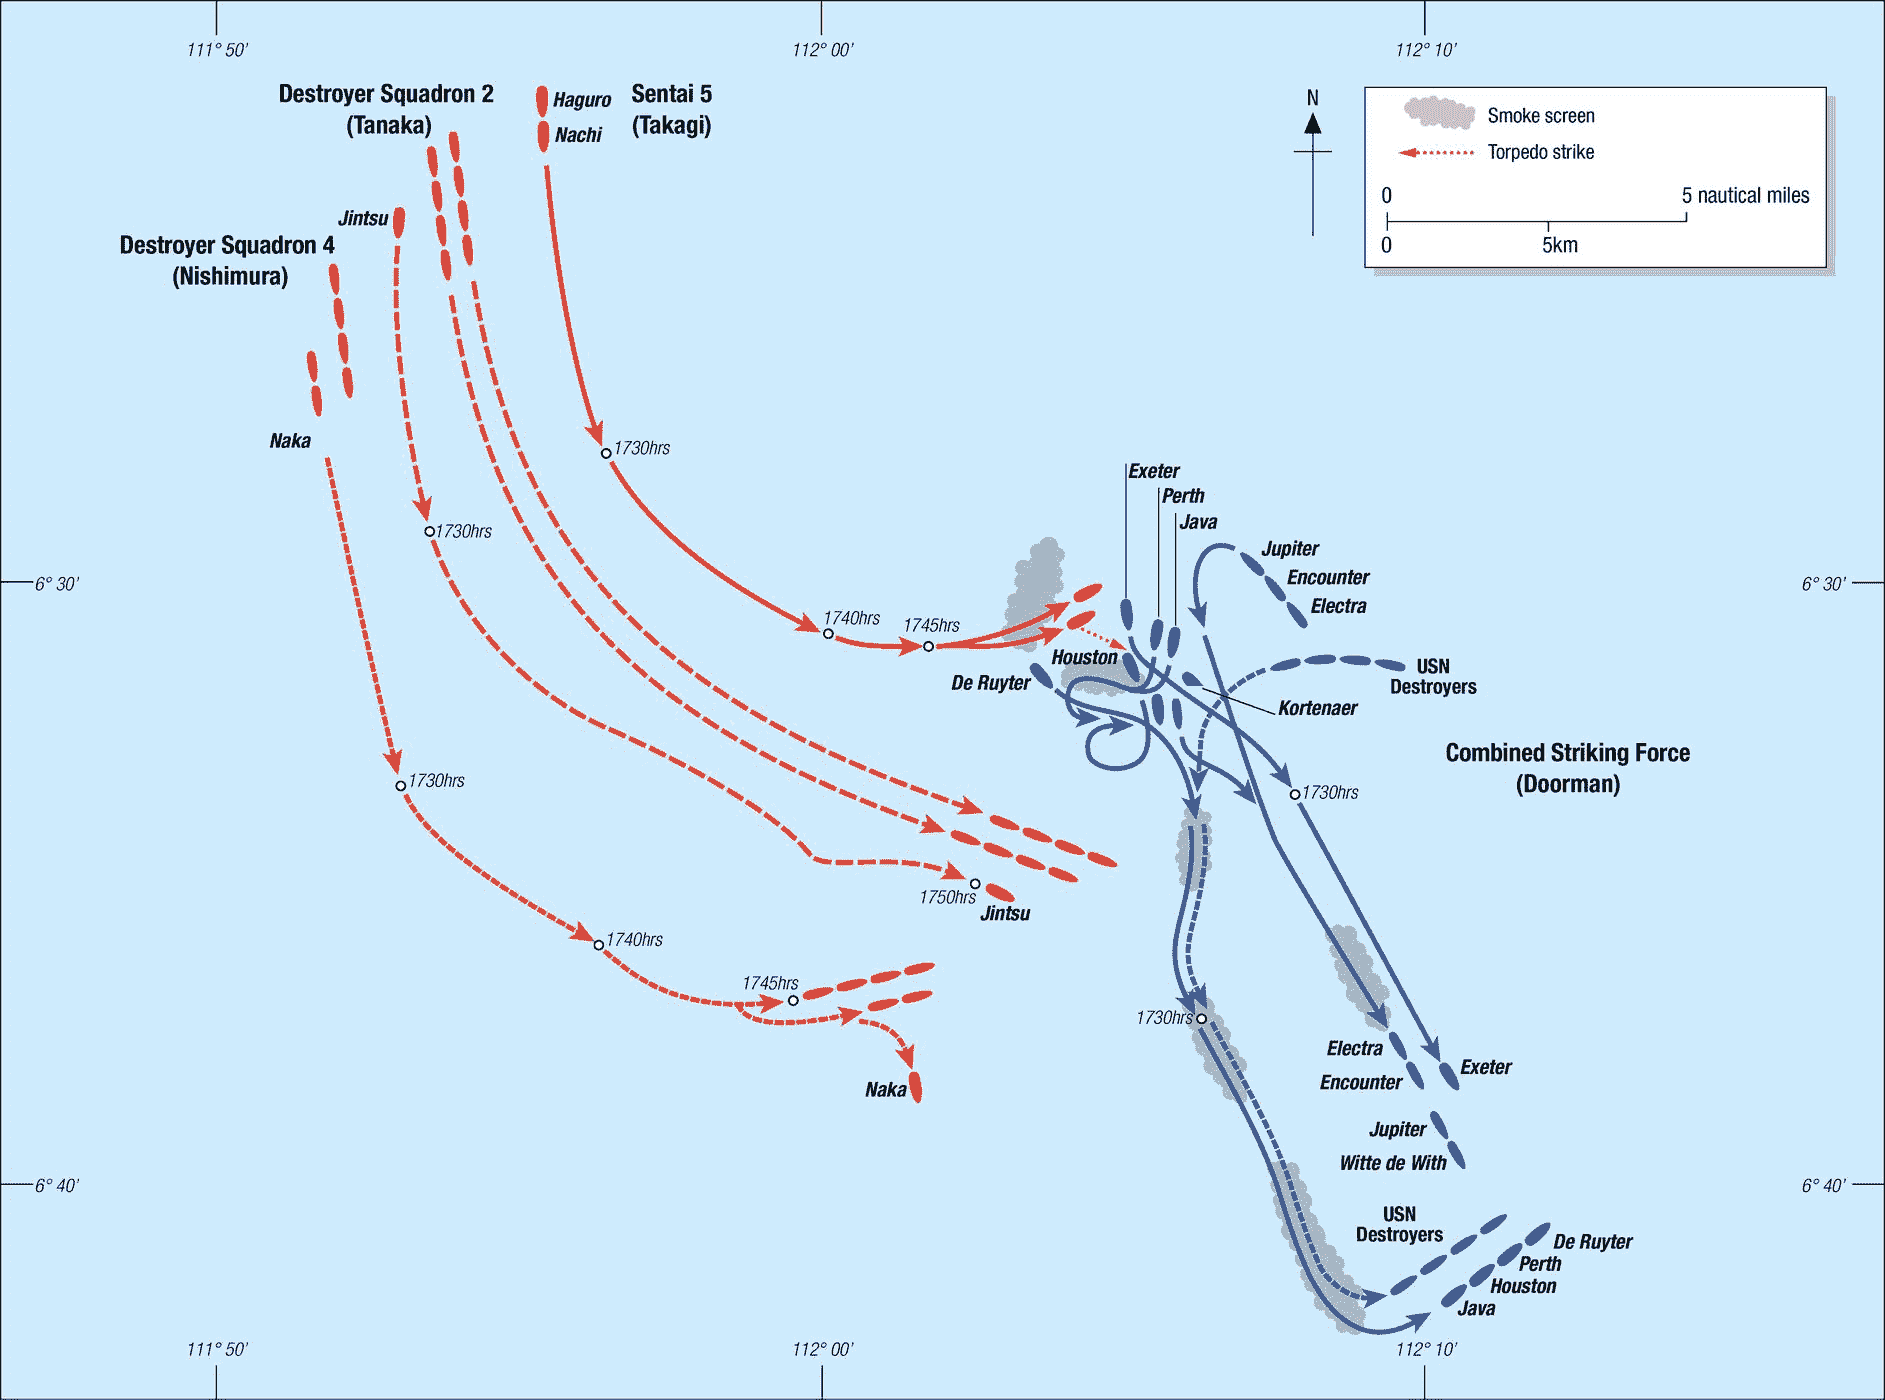 111° 50'
112° 00'
112° 10'
Destroyer Squadron 2
(Tanaka)
Haguro
Nachi
Sentai 5
(Takagi)
N
Smoke screen
Torpedo strike
0
5 nautical miles
0
5km
Jintsu
Destroyer Squadron 4
(Nishimura)
Naka
1730hrs
1730hrs
Exeter
Perth
Java
Jupiter
Encounter
Electra
6° 30'
6° 30'
1740hrs
1745hrs
Houston
De Ruyter
USN
Destroyers
Kortenaer
Combined Striking Force
(Doorman)
1730hrs
1730hrs
1750hrs
Jintsu
1740hrs
1745hrs
1730hrs
Naka
Electra
Encounter
Exeter
Jupiter
Witte de With
6° 40'
6° 40'
USN
Destroyers
De Ruyter
Perth
Houston
Java
111° 50'
112° 00'
112° 10'